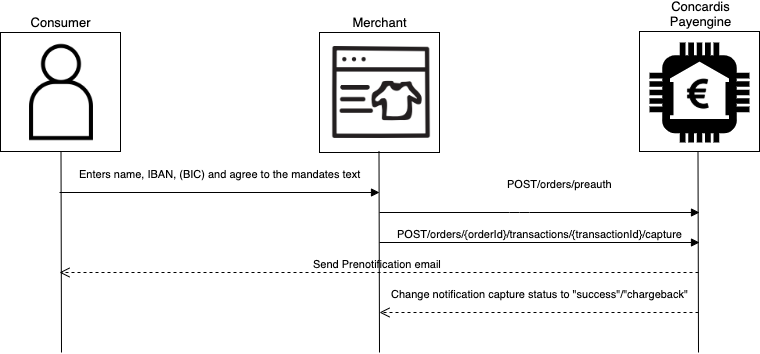 Consumer
Merchant
Concardis
Payengine
€
Enters name, IBAN, (BIC) and agree to the mandates text
POST/orders/preauth
POST/orders/{orderId}/transactions/{transactionId}/capture
Send Prenotification email
Change notification capture status to "success"/"chargeback"